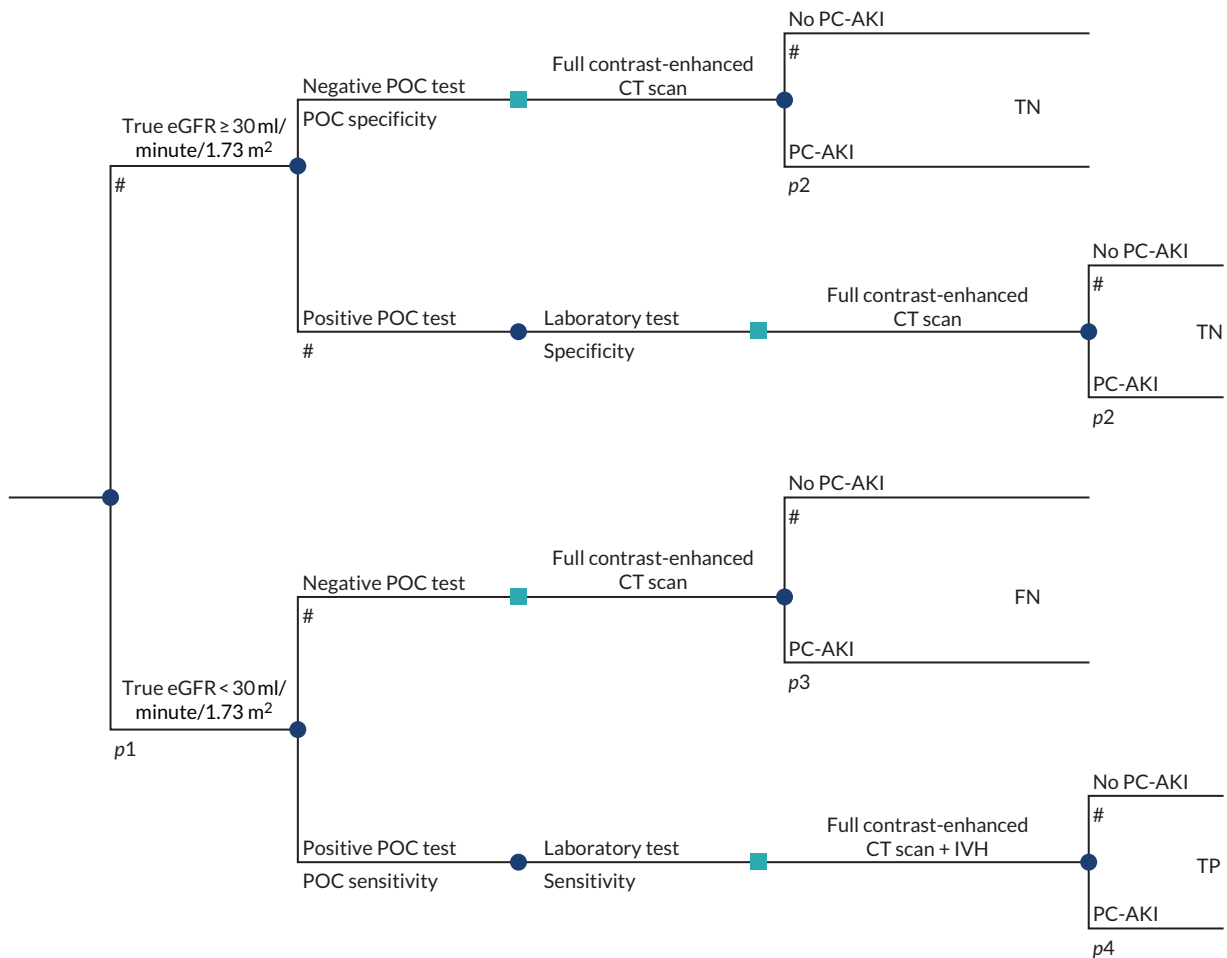 No PC-AKI
#
Full contrast-enhanced
CT scan
Negative POC test
POC specificity
TN
True eGFR ≥ 30 ml/
minute/1.73 m²
#
PC-AKI
p2
No PC-AKI
#
Full contrast-enhanced
CT scan
Positive POC test
#
Laboratory test
Specificity
TN
PC-AKI
p2
No PC-AKI
#
Full contrast-enhanced
CT scan
Negative POC test
#
FN
PC-AKI
p3
True eGFR < 30 ml/
minute/1.73 m²
p1
No PC-AKI
#
Full contrast-enhanced
CT scan + IVH
Positive POC test
POC sensitivity
Laboratory test
Sensitivity
TP
PC-AKI
p4